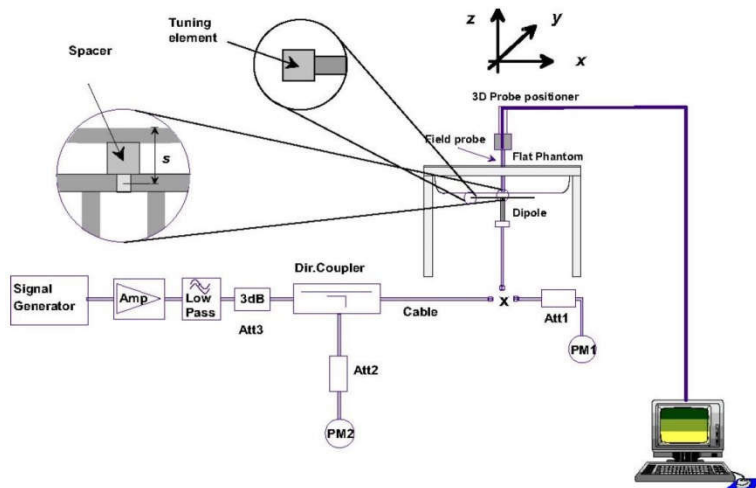 Tuning
element
Spacer
s
z
y
x
3D Probe positioner
Field probe
Flat Phantom
Dipole
Signal
Generator
Amp
Low
Pass
3dB
Att3
Dir.Coupler
Cable
x
Att1
PM1
Att2
PM2